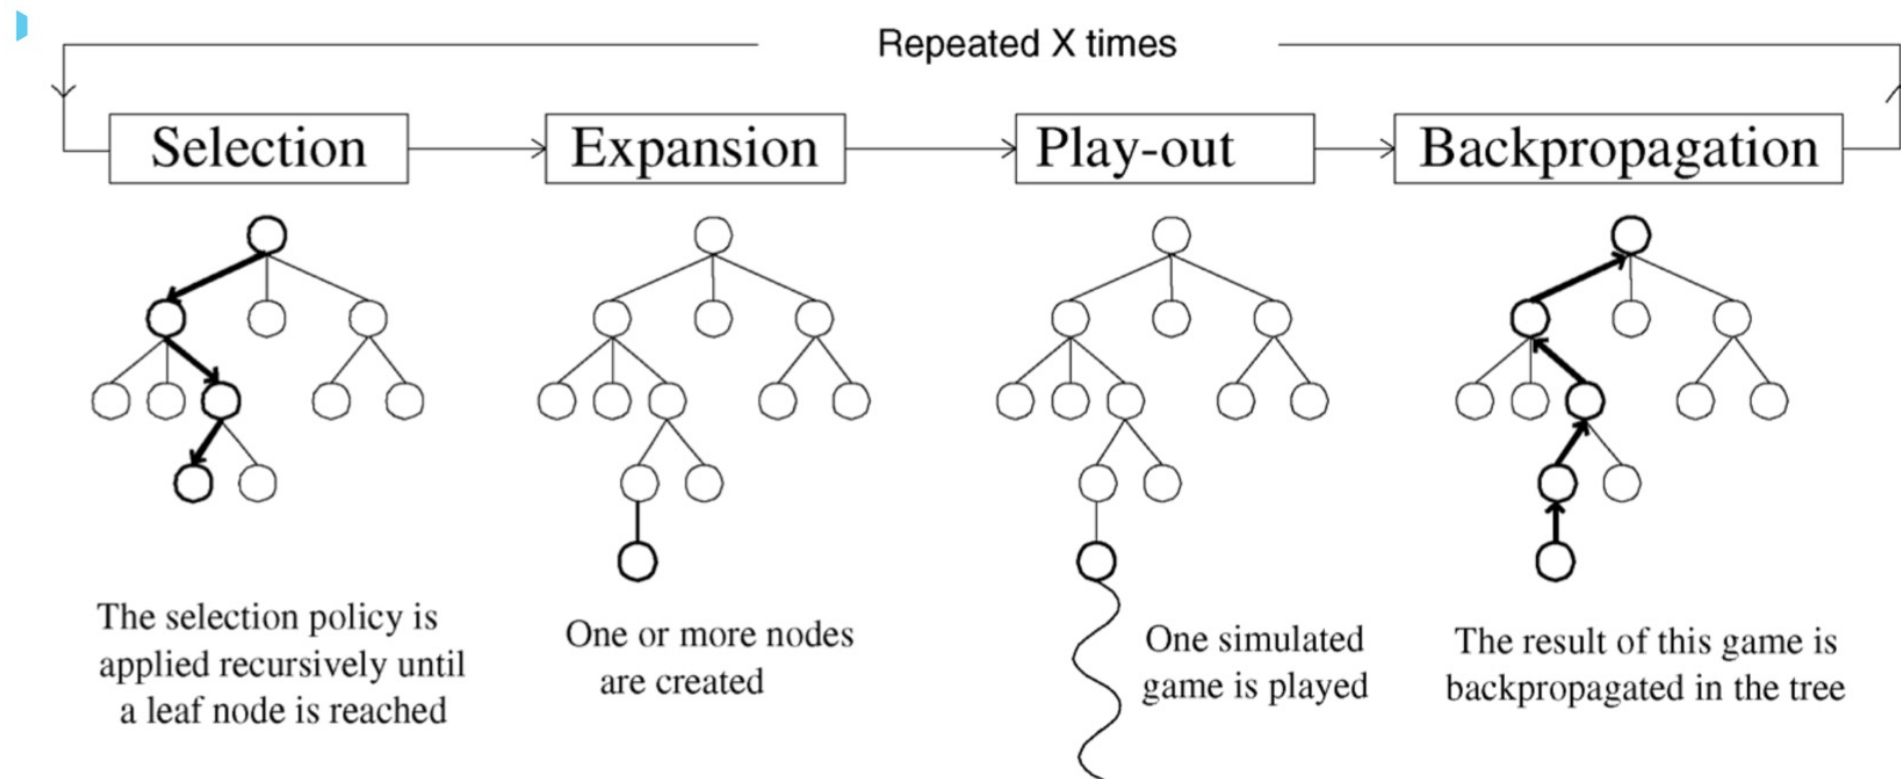 Repeated X times
Selection
Expansion
Play-out
Backpropagation
The selection policy is
applied recursively until
a leaf node is reached
One or more nodes
are created
One simulated
game is played
The result of this game is
backpropagated in the tree